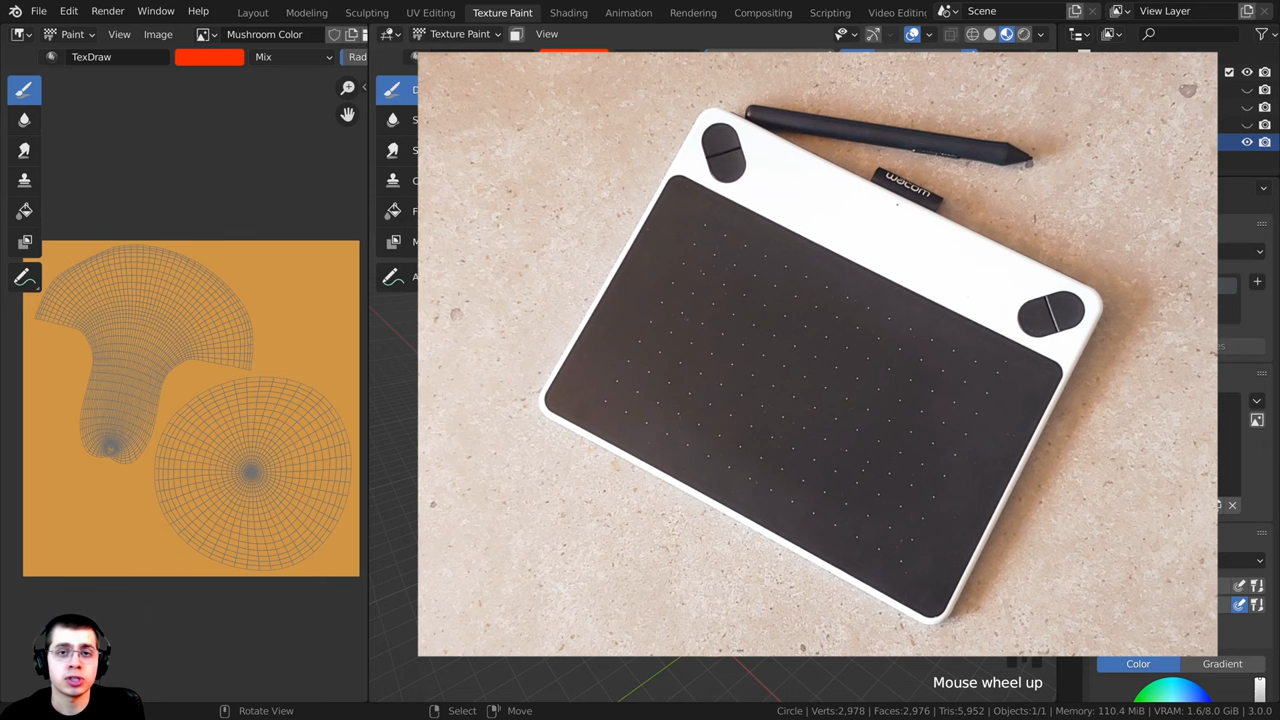 File Edit Render Window Help Layout Modeling Sculpting UV Editing Texture Paint Shading Animation Rendering Compositing Scripting Video Editin Scene View Layer
Paint View Image Mushroom Color Texture Paint View
TexDraw Mix Rad
wacom
Mouse wheel up
Color Gradient
Rotate View Select Move Circle | Verts:2,978 | Faces:2,976 | Tris:5,952 | Objects:1/1 | Memory: 110.4 MiB | VRAM: 1.6/8.0 GiB | 3.0.0